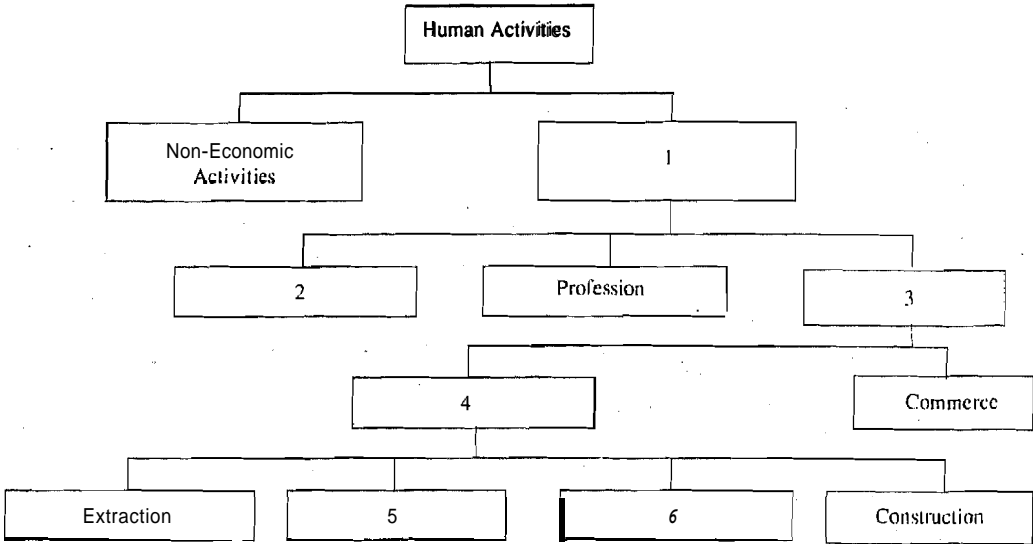 Human Activities
Non-Economic
Activities
1
2
Profession
3
4
Commerce
Extraction
5
6
Construction